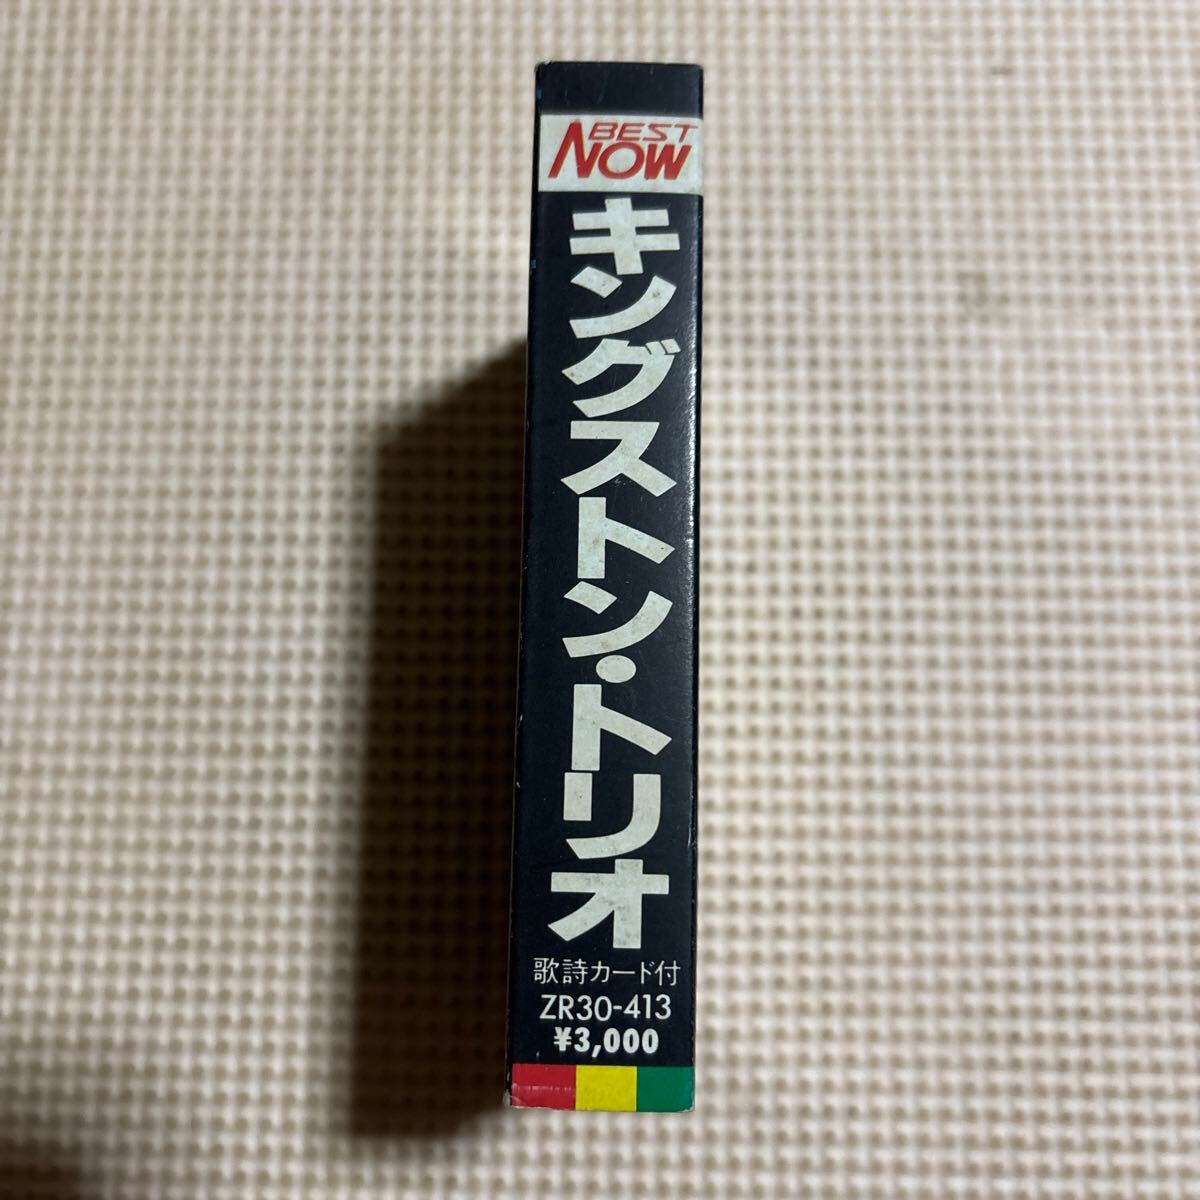 BEST
NOW
キングストン・トリオ
歌詩カード付
ZR30-413
¥3,000